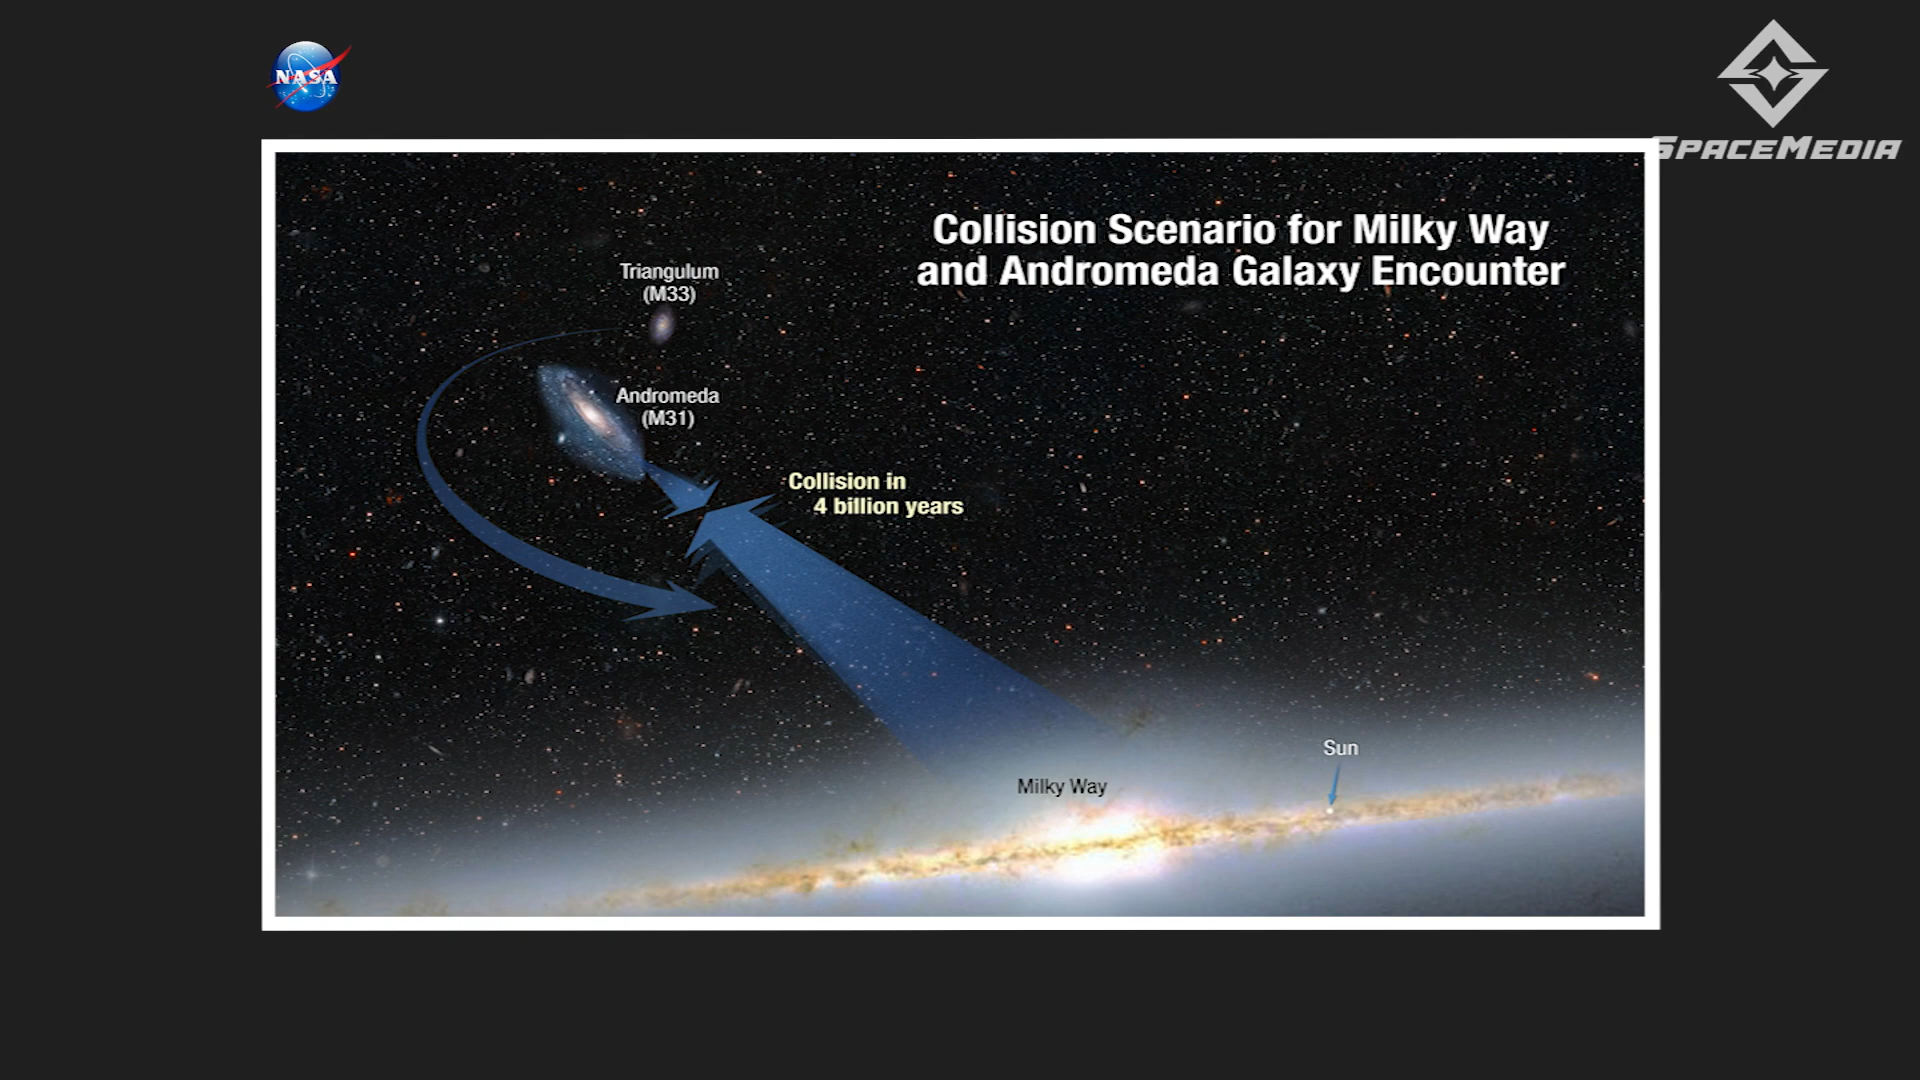 NASA
SPACEMEDIA
Collision Scenario for Milky Way
and Andromeda Galaxy Encounter
Triangulum
(M33)
Andromeda
(M31)
Collision in
4 billion years
Sun
Milky Way